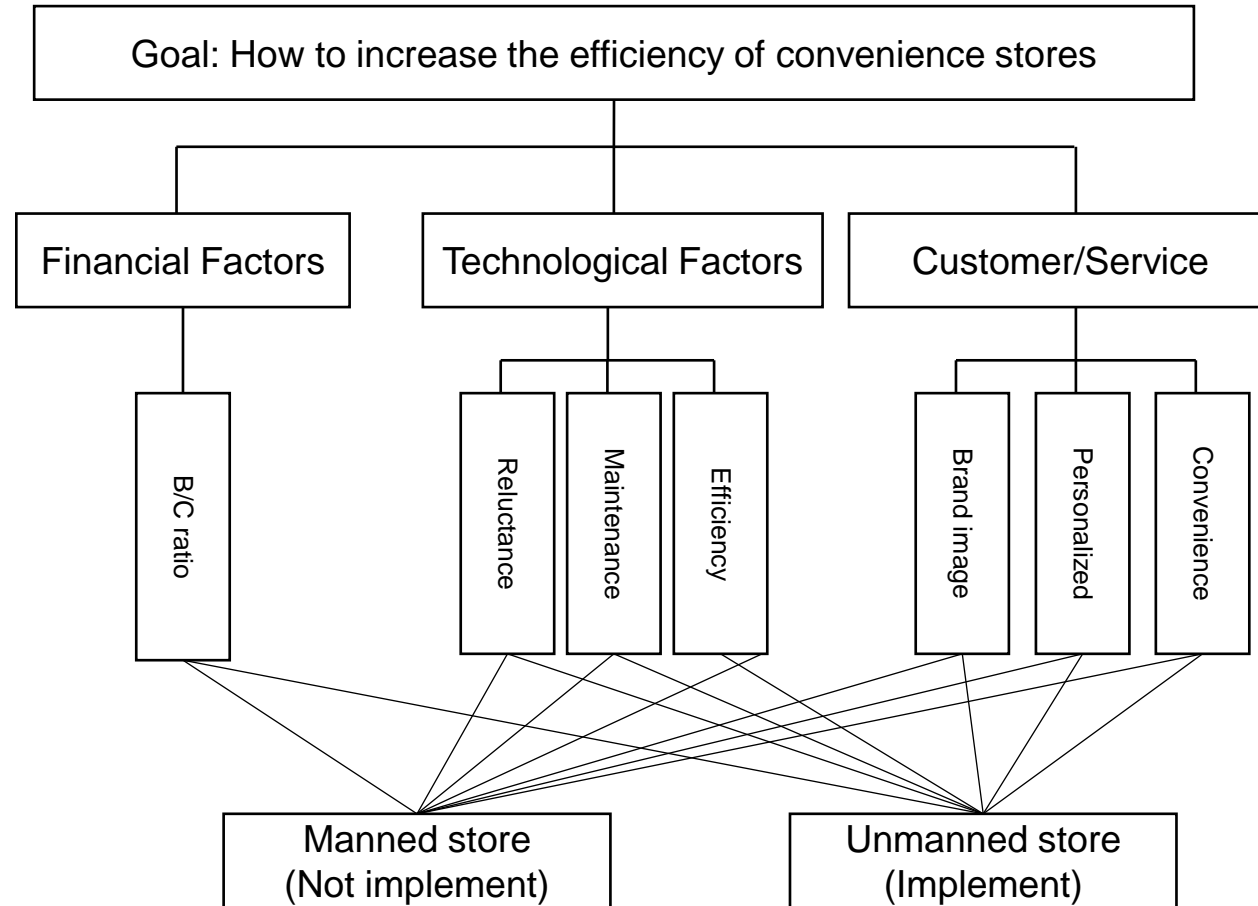 Goal: How to increase the efficiency of convenience stores
Financial Factors
Technological Factors
Customer/Service
B/C ratio
Reluctance
Maintenance
Efficiency
Brand image
Personalized
Convenience
Manned store
(Not implement)
Unmanned store
(Implement)